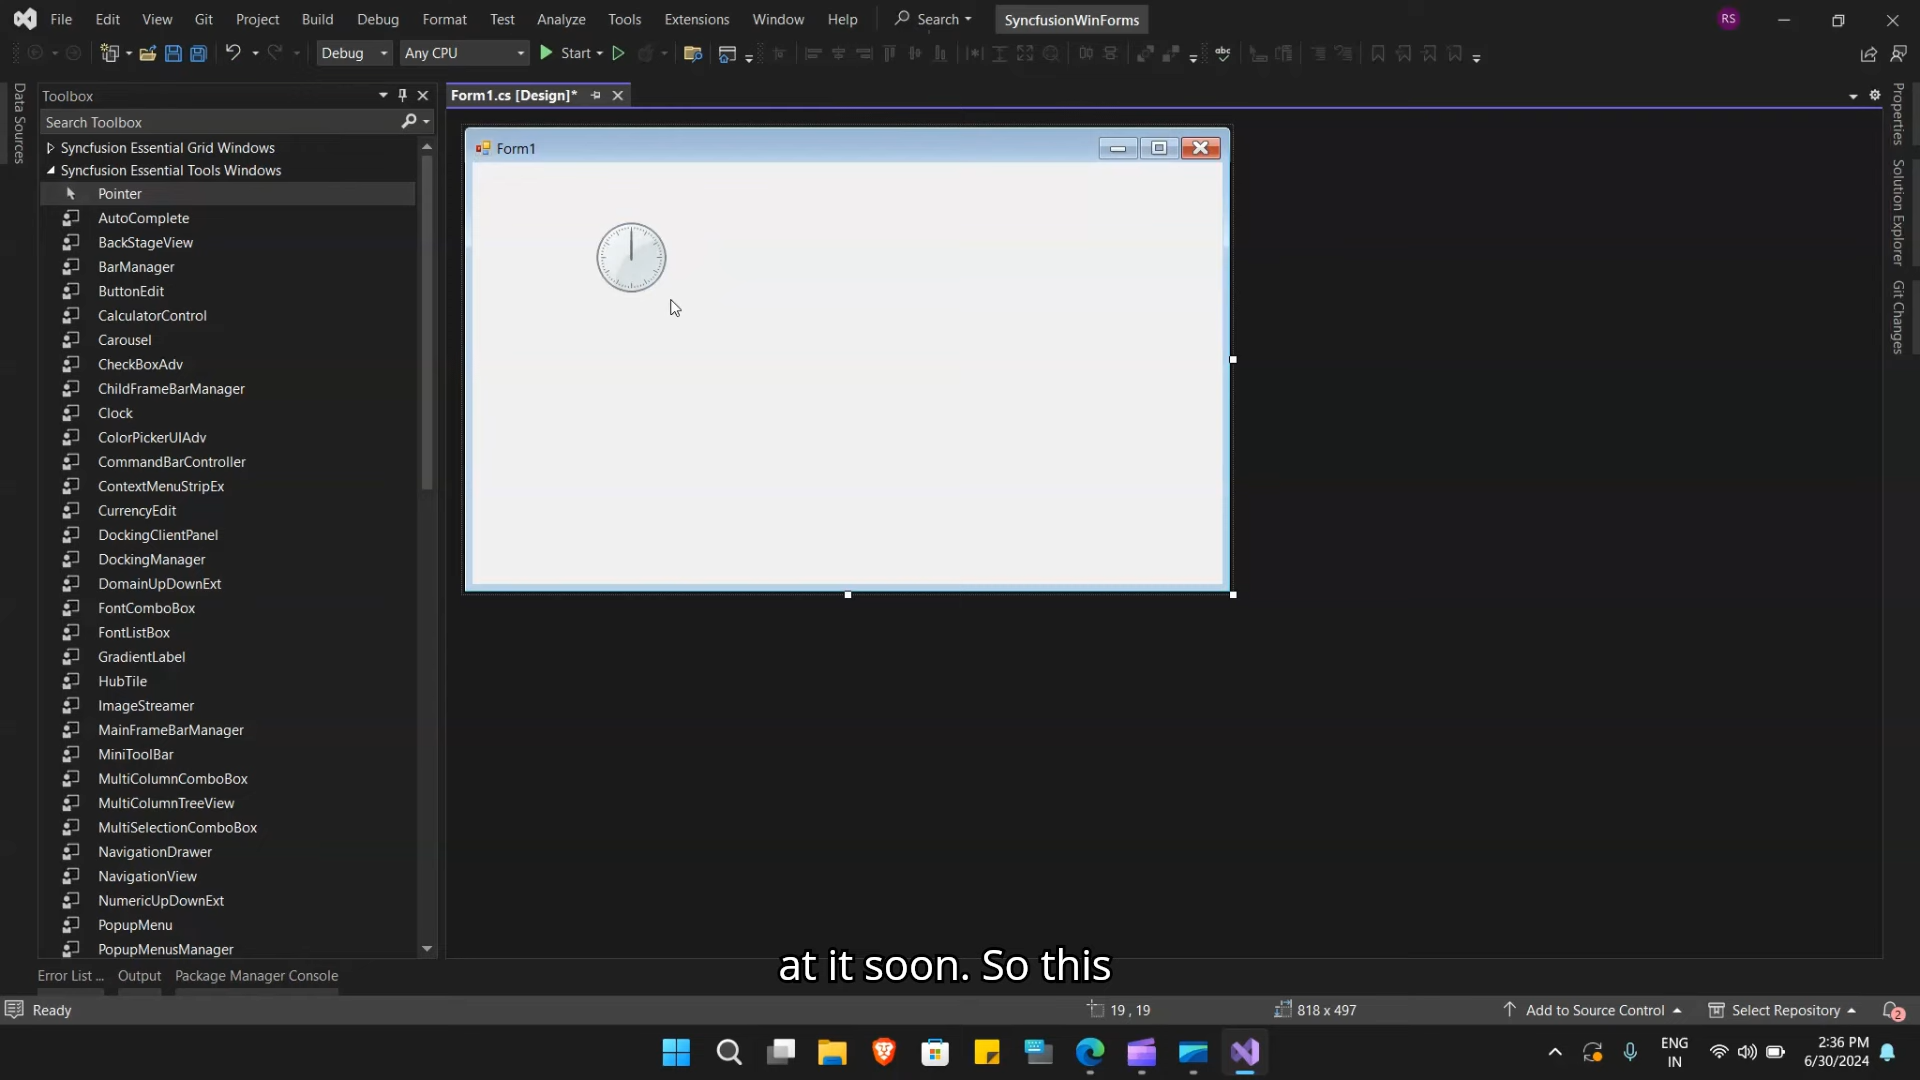 File Edit View Git Project Build Debug Format Test Analyze Tools Extensions Window Help Search SyncfusionWinForms RS
Debug Any CPU Start
Data Sources
Toolbox
Search Toolbox
Syncfusion Essential Grid Windows
Syncfusion Essential Tools Windows
Pointer
AutoComplete
BackStageView
BarManager
ButtonEdit
CalculatorControl
Carousel
CheckBoxAdv
ChildFrameBarManager
Clock
ColorPickerUIAdv
CommandBarController
ContextMenuStripEx
CurrencyEdit
DockingClientPanel
DockingManager
DomainUpDownExt
FontComboBox
FontListBox
GradientLabel
HubTile
ImageStreamer
MainFrameBarManager
MiniToolBar
MultiColumnComboBox
MultiColumnTreeView
MultiSelectionComboBox
NavigationDrawer
NavigationView
NumericUpDownExt
PopupMenu
PopupMenusManager
Form1.cs [Design]*
Form1
Properties
Solution Explorer
Git Changes
at it soon. So this
Error List ... Output Package Manager Console
Ready 19 , 19 818 x 497 Add to Source Control Select Repository 2
ENG
IN
2:36 PM
6/30/2024